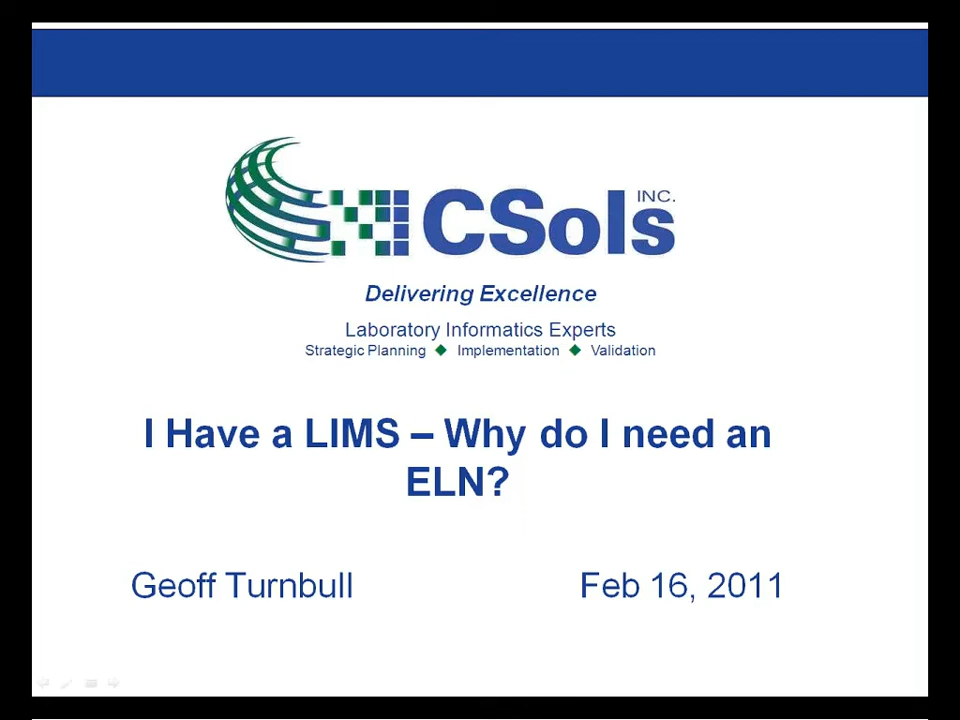 CSols INC.
Delivering Excellence
Laboratory Informatics Experts
Strategic Planning ◆ Implementation ◆ Validation
I Have a LIMS – Why do I need an
ELN?
Geoff Turnbull Feb 16, 2011